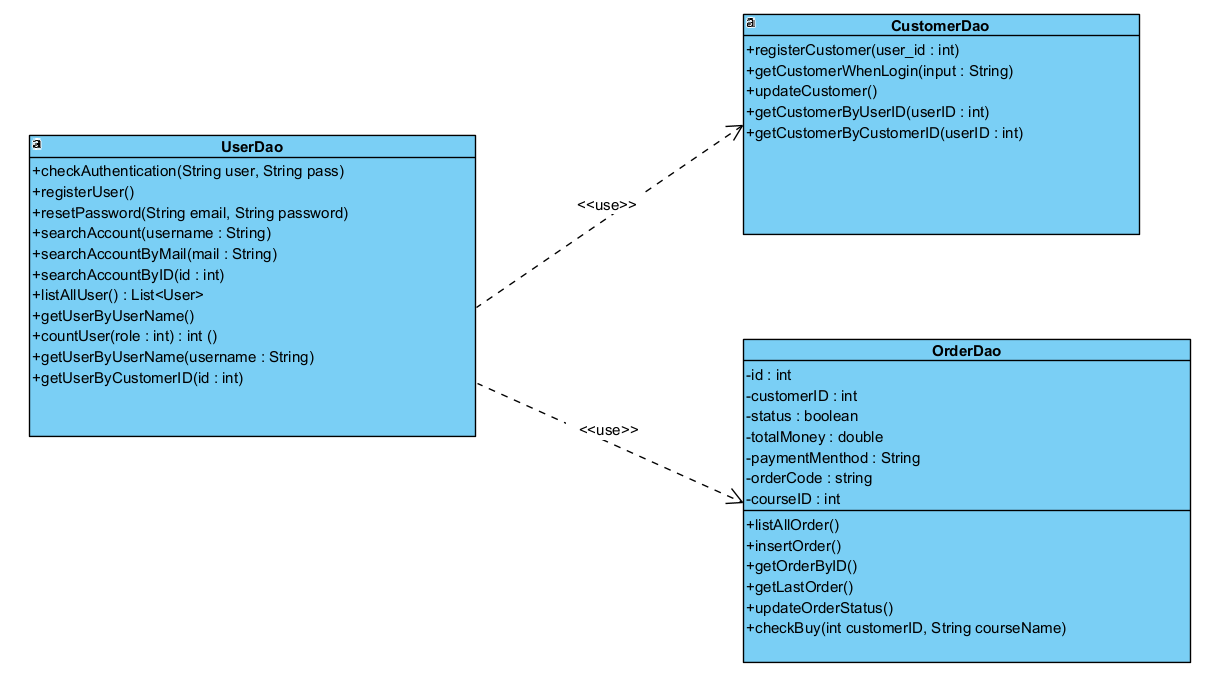 a
UserDao
+checkAuthentication(String user, String pass)
+registerUser()
+resetPassword(String email, String password)
+searchAccount(username : String)
+searchAccountByMail(mail : String)
+searchAccountByID(id : int)
+listAllUser() : List<User>
+getUserByUserName()
+countUser(role : int) : int ()
+getUserByUserName(username : String)
+getUserByCustomerID(id : int)
<<use>>
<<use>>
a
CustomerDao
+registerCustomer(user_id : int)
+getCustomerWhenLogin(input : String)
+updateCustomer()
+getCustomerByUserID(userID : int)
+getCustomerByCustomerID(userID : int)
OrderDao
-id : int
-customerID : int
-status : boolean
-totalMoney : double
-paymentMenthod : String
-orderCode : string
-courseID : int
+listAllOrder()
+insertOrder()
+getOrderByID()
+getLastOrder()
+updateOrderStatus()
+checkBuy(int customerID, String courseName)